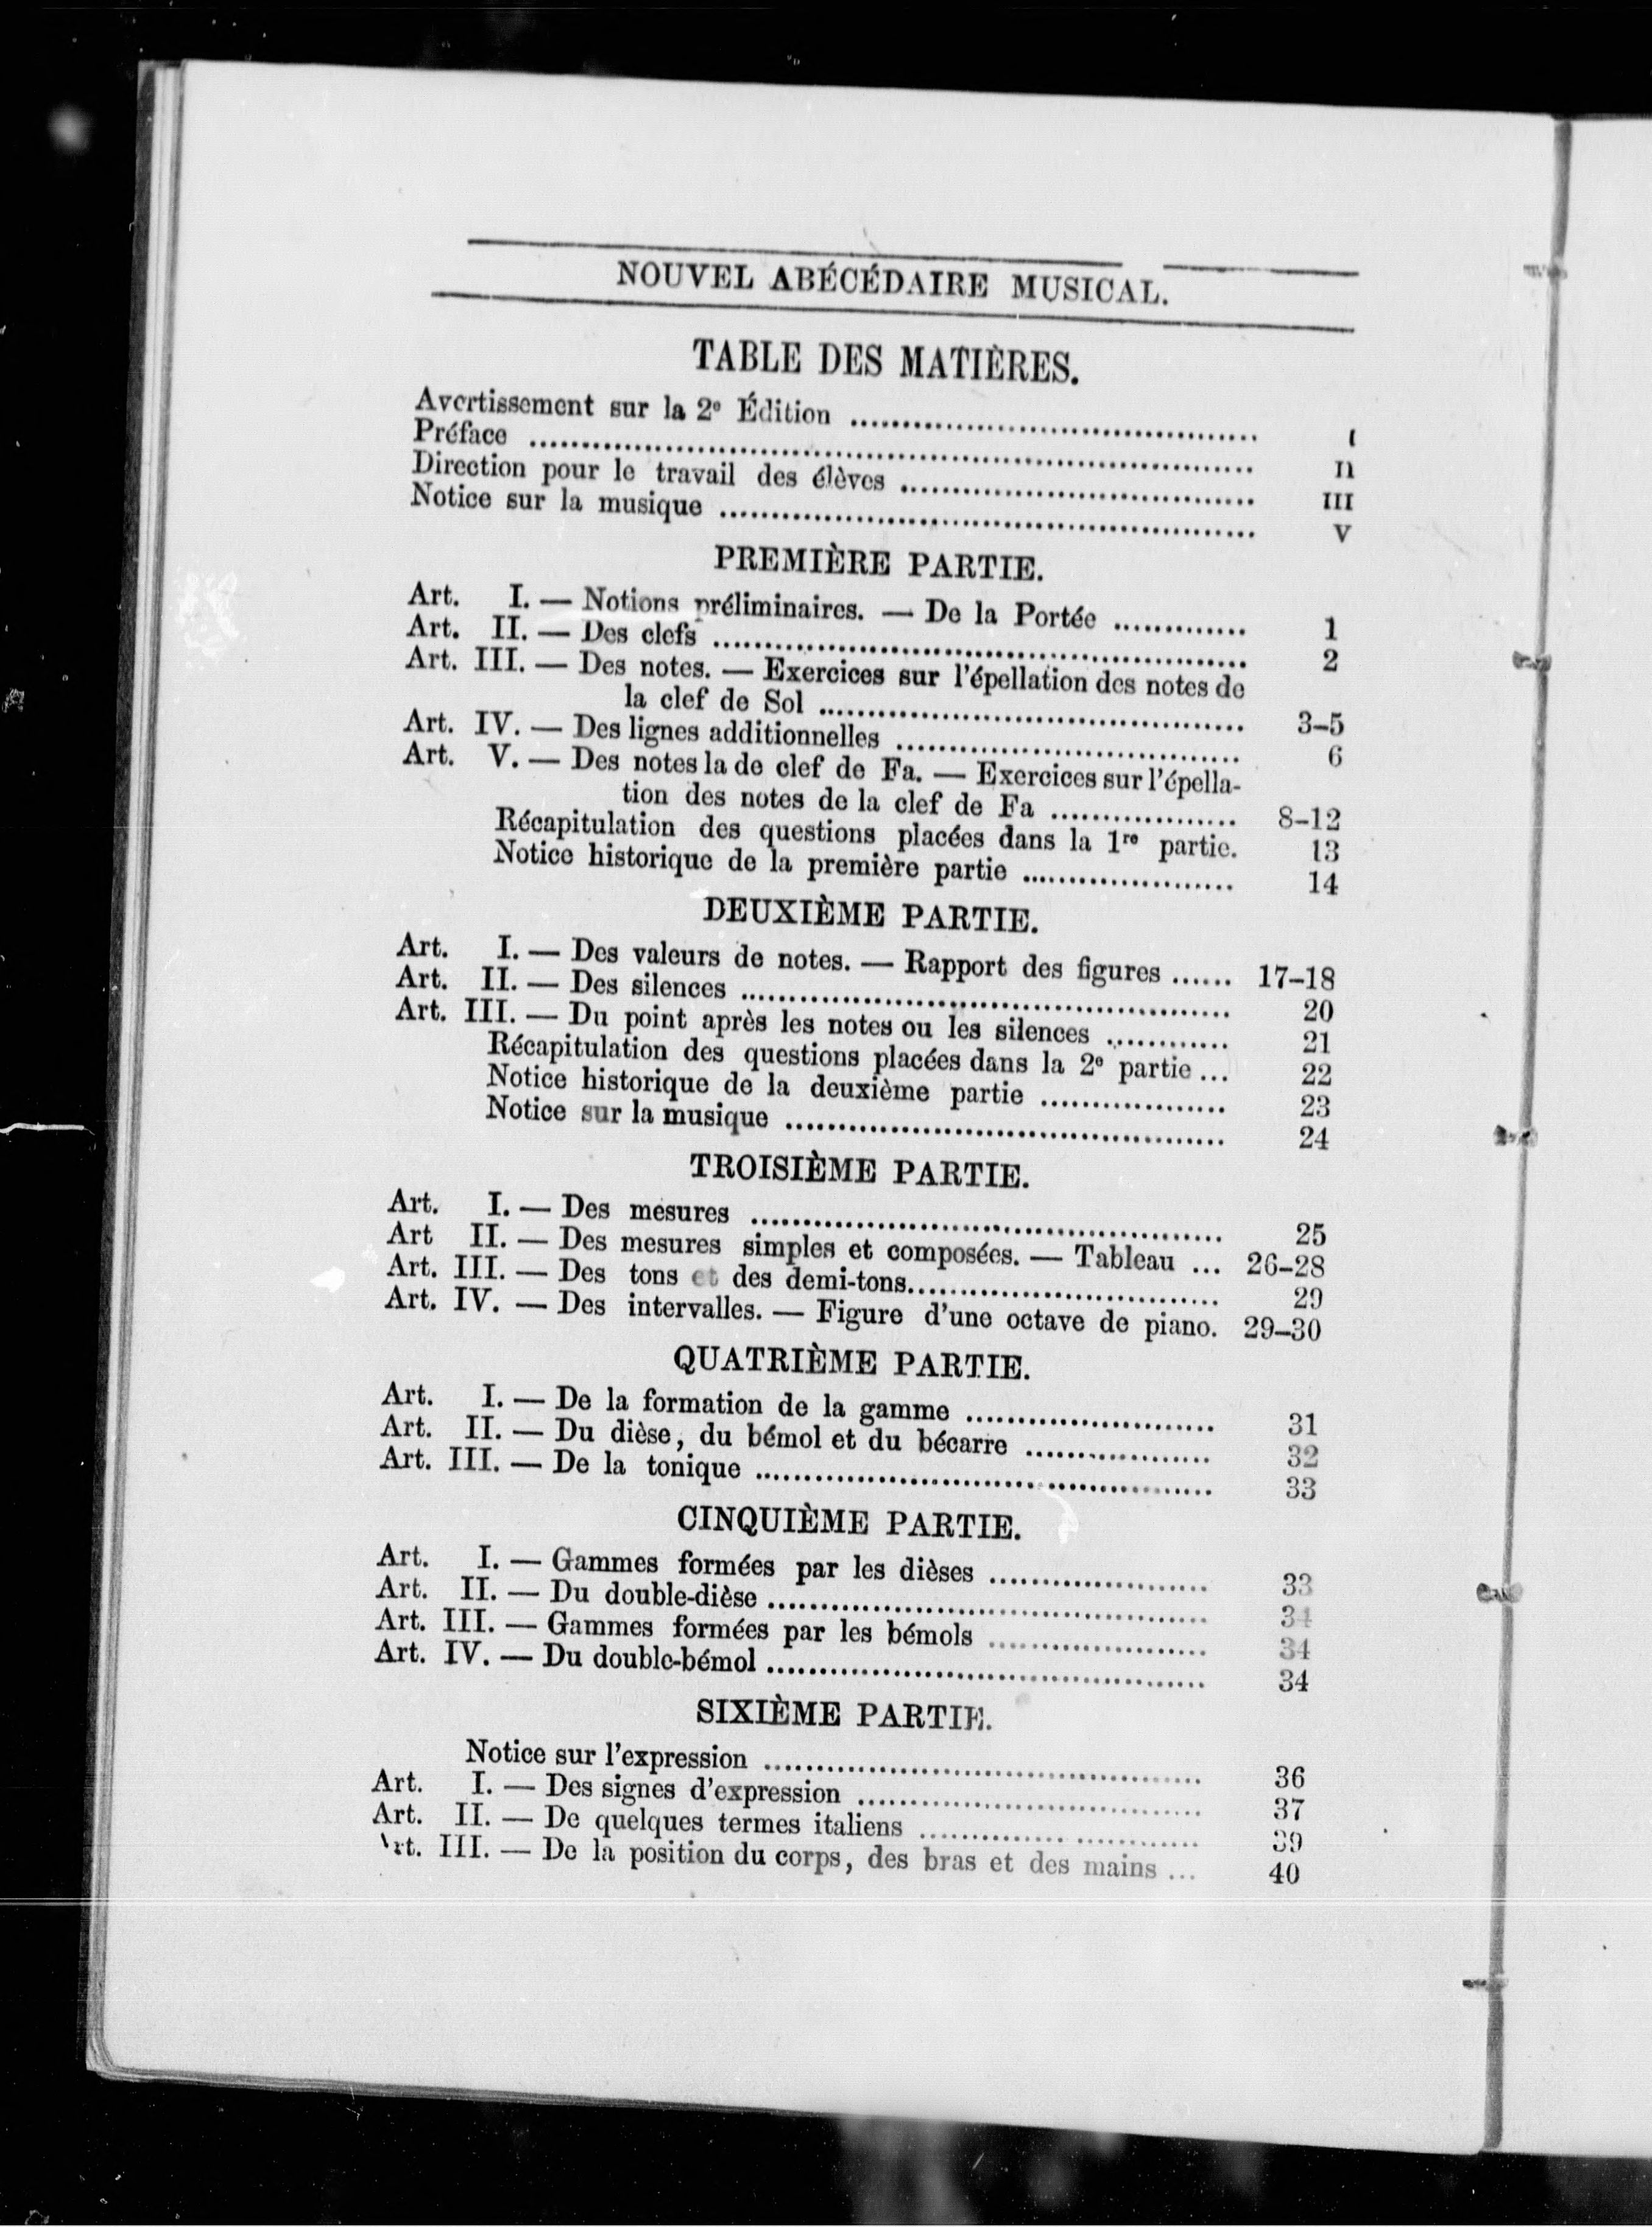 NOUVEL ABÉCÉDAIRE MUSICAL.
TABLE DES MATIÈRES.
Avertissement sur la 2e Édition ........................................ I
Préface ........................................ II
Direction pour le travail des élèves ........................................ III
Notice sur la musique ........................................ V
PREMIÈRE PARTIE.
Art. I. — Notions préliminaires. — De la Portée ............. 1
Art. II. — Des clefs ........................................ 2
Art. III. — Des notes. — Exercices sur l'épellation des notes de
la clef de Sol ........................................ 3–5
Art. IV. — Des lignes additionnelles ................................. 6
Art. V. — Des notes la de clef de Fa. — Exercices sur l'épella-
tion des notes de la clef de Fa .................. 8–12
Récapitulation des questions placées dans la 1re partie. 13
Notice historique de la première partie ..................... 14
DEUXIÈME PARTIE.
Art. I. — Des valeurs de notes. — Rapport des figures ...... 17–18
Art. II. — Des silences ........................................ 20
Art. III. — Du point après les notes ou les silences ............ 21
Récapitulation des questions placées dans la 2e partie ... 22
Notice historique de la deuxième partie .................. 23
Notice sur la musique ........................................ 24
TROISIÈME PARTIE.
Art. I. — Des mesures ........................................ 25
Art II. — Des mesures simples et composées. — Tableau ... 26–28
Art. III. — Des tons et des demi-tons.............................. 29
Art. IV. — Des intervalles. — Figure d'une octave de piano. 29–30
QUATRIÈME PARTIE.
Art. I. — De la formation de la gamme ........................ 31
Art. II. — Du dièse, du bémol et du bécarre .................. 32
Art. III. — De la tonique ........................................ 33
CINQUIÈME PARTIE.
Art. I. — Gammes formées par les dièses ..................... 33
Art. II. — Du double-dièse ........................................ 34
Art. III. — Gammes formées par les bémols ..................... 34
Art. IV. — Du double-bémol ........................................ 34
SIXIÈME PARTIE.
Notice sur l'expression ........................................ 36
Art. I. — Des signes d'expression ................................. 37
Art. II. — De quelques termes italiens ........................... 39
Art. III. — De la position du corps, des bras et des mains ... 40